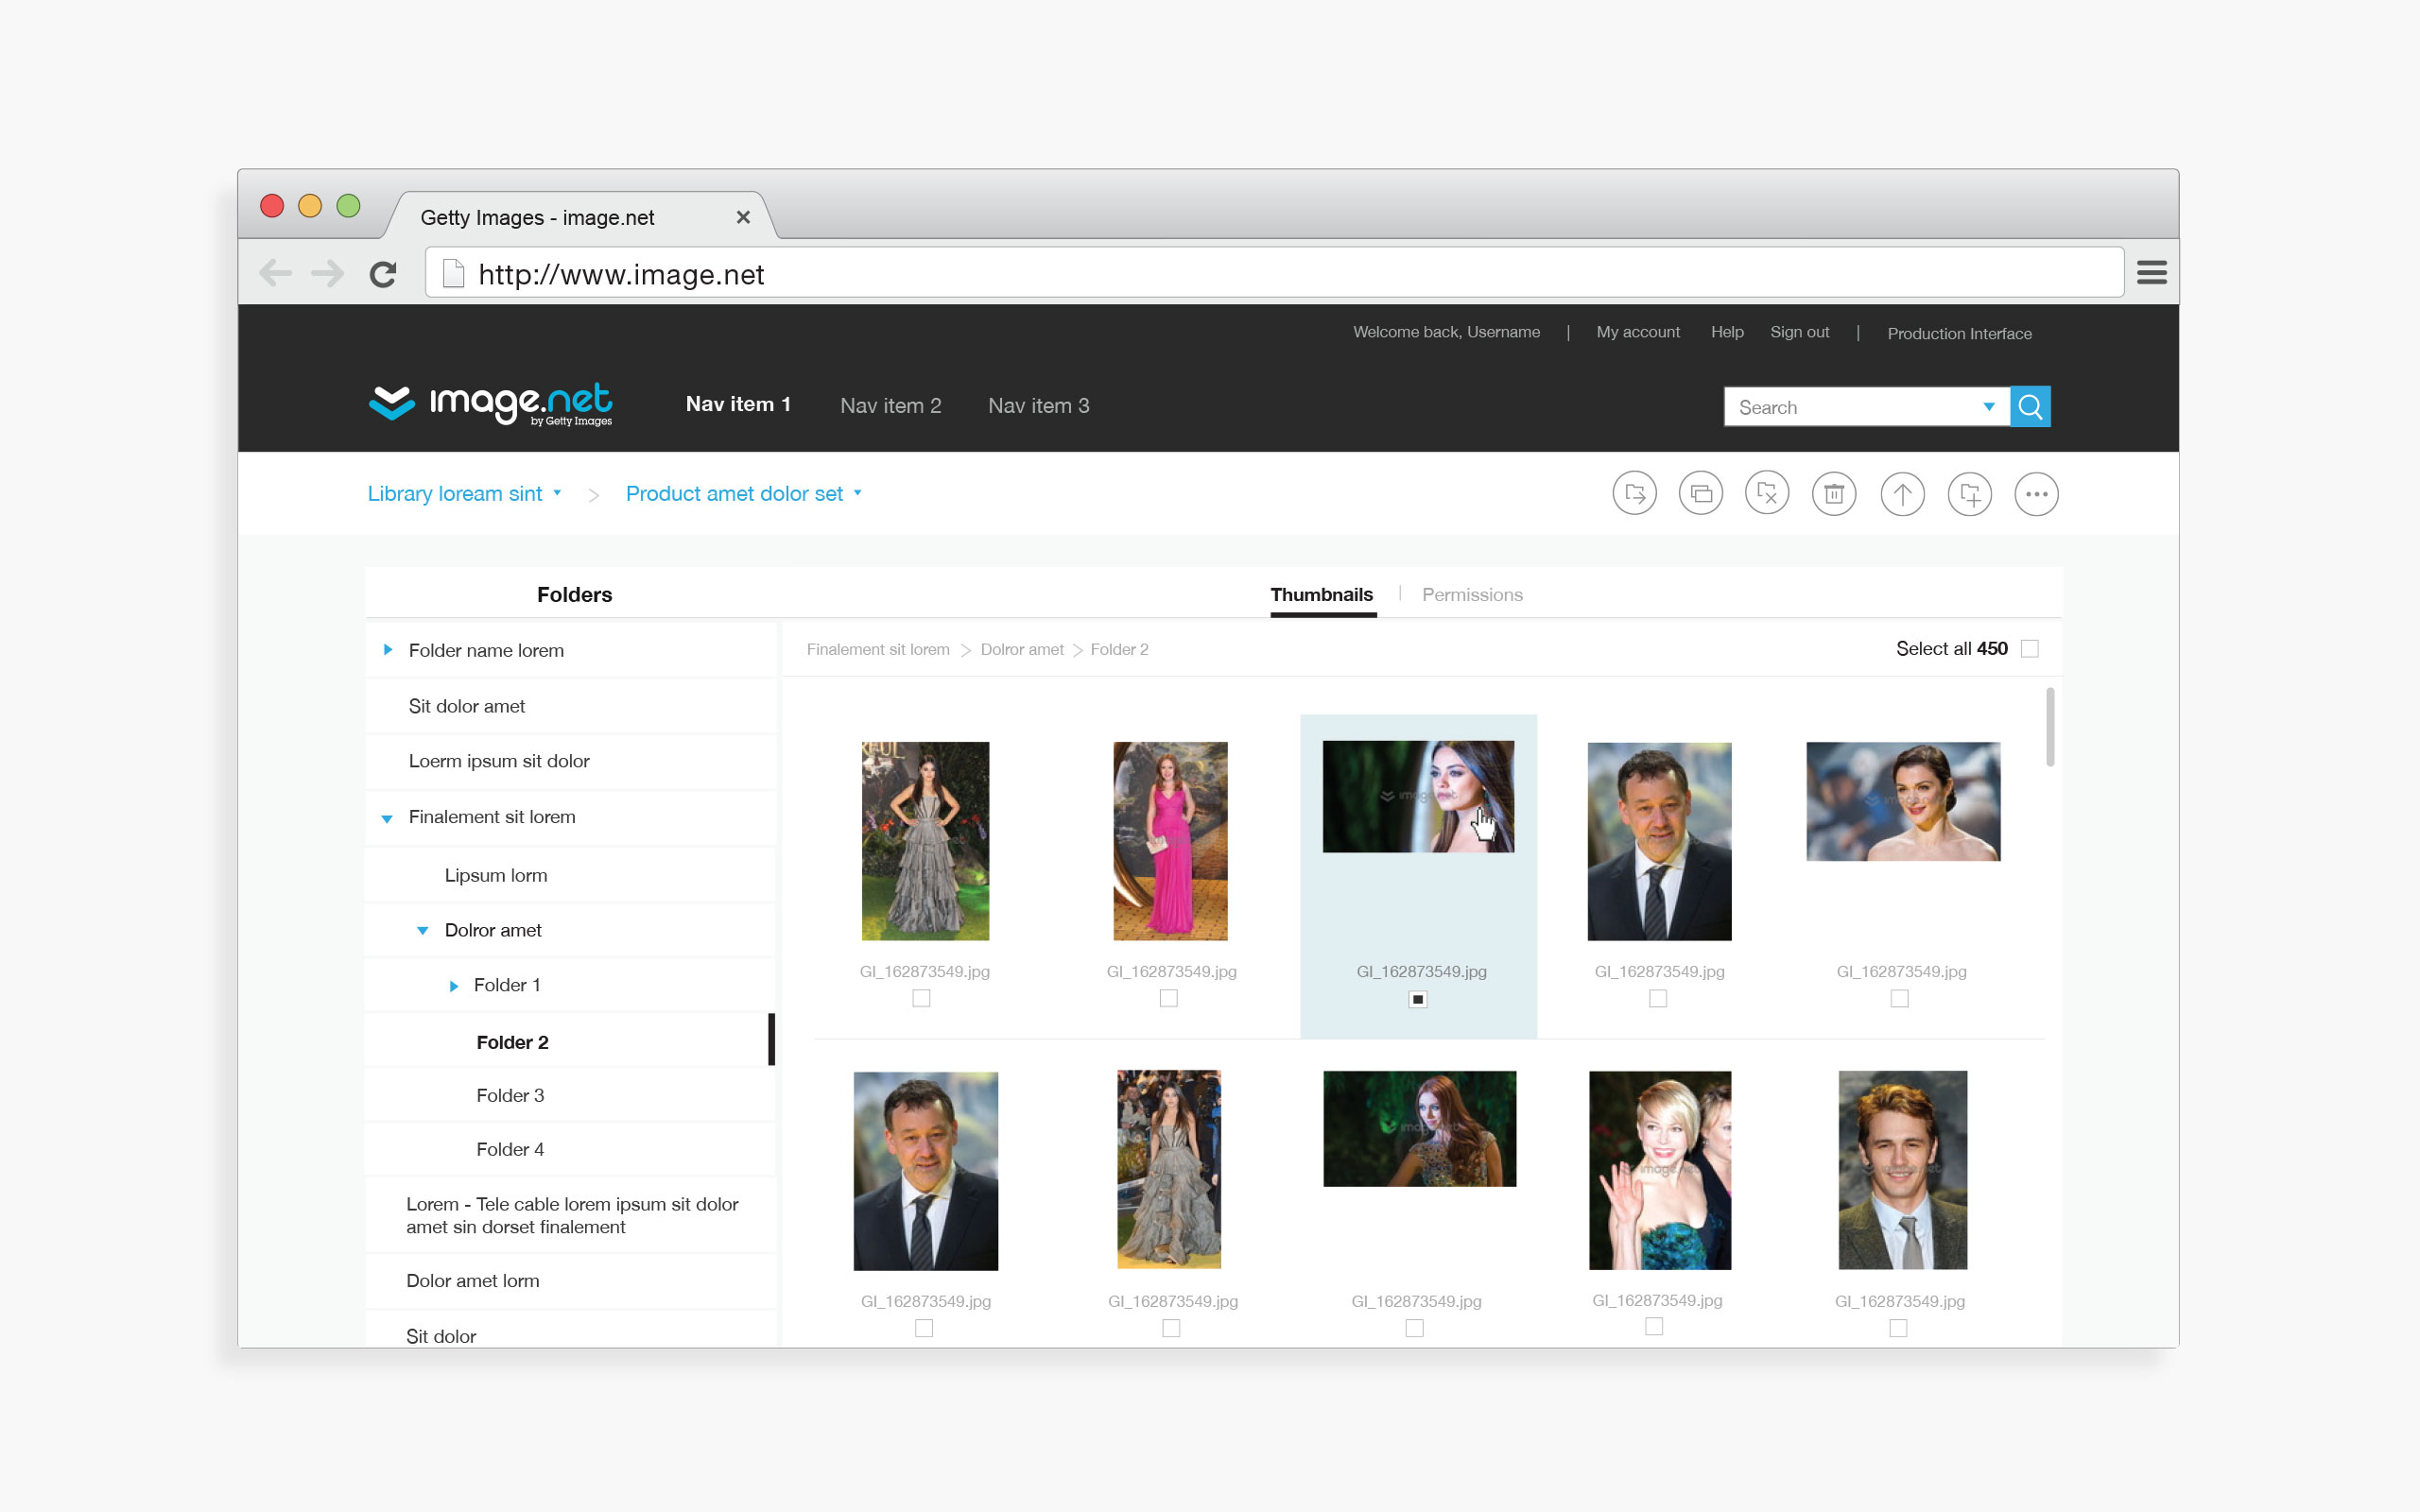 Getty Images - image.net
http://www.image.net
Welcome back, Username | My account Help Sign out | Production Interface
image.net
by Getty Images
Nav item 1 Nav item 2 Nav item 3
Search
Library loream sint > Product amet dolor set
Folders
Thumbnails | Permissions
Folder name lorem
Sit dolor amet
Loerm ipsum sit dolor
Finalement sit lorem
Lipsum lorm
Dolror amet
Folder 1
Folder 2
Folder 3
Folder 4
Lorem - Tele cable lorem ipsum sit dolor
amet sin dorset finalement
Dolor amet lorm
Sit dolor
Finalement sit lorem > Dolror amet > Folder 2
Select all 450
image.net
GI_162873549.jpg
GI_162873549.jpg
GI_162873549.jpg
GI_162873549.jpg
GI_162873549.jpg
image.net
image.net
GI_162873549.jpg
GI_162873549.jpg
GI_162873549.jpg
GI_162873549.jpg
GI_162873549.jpg